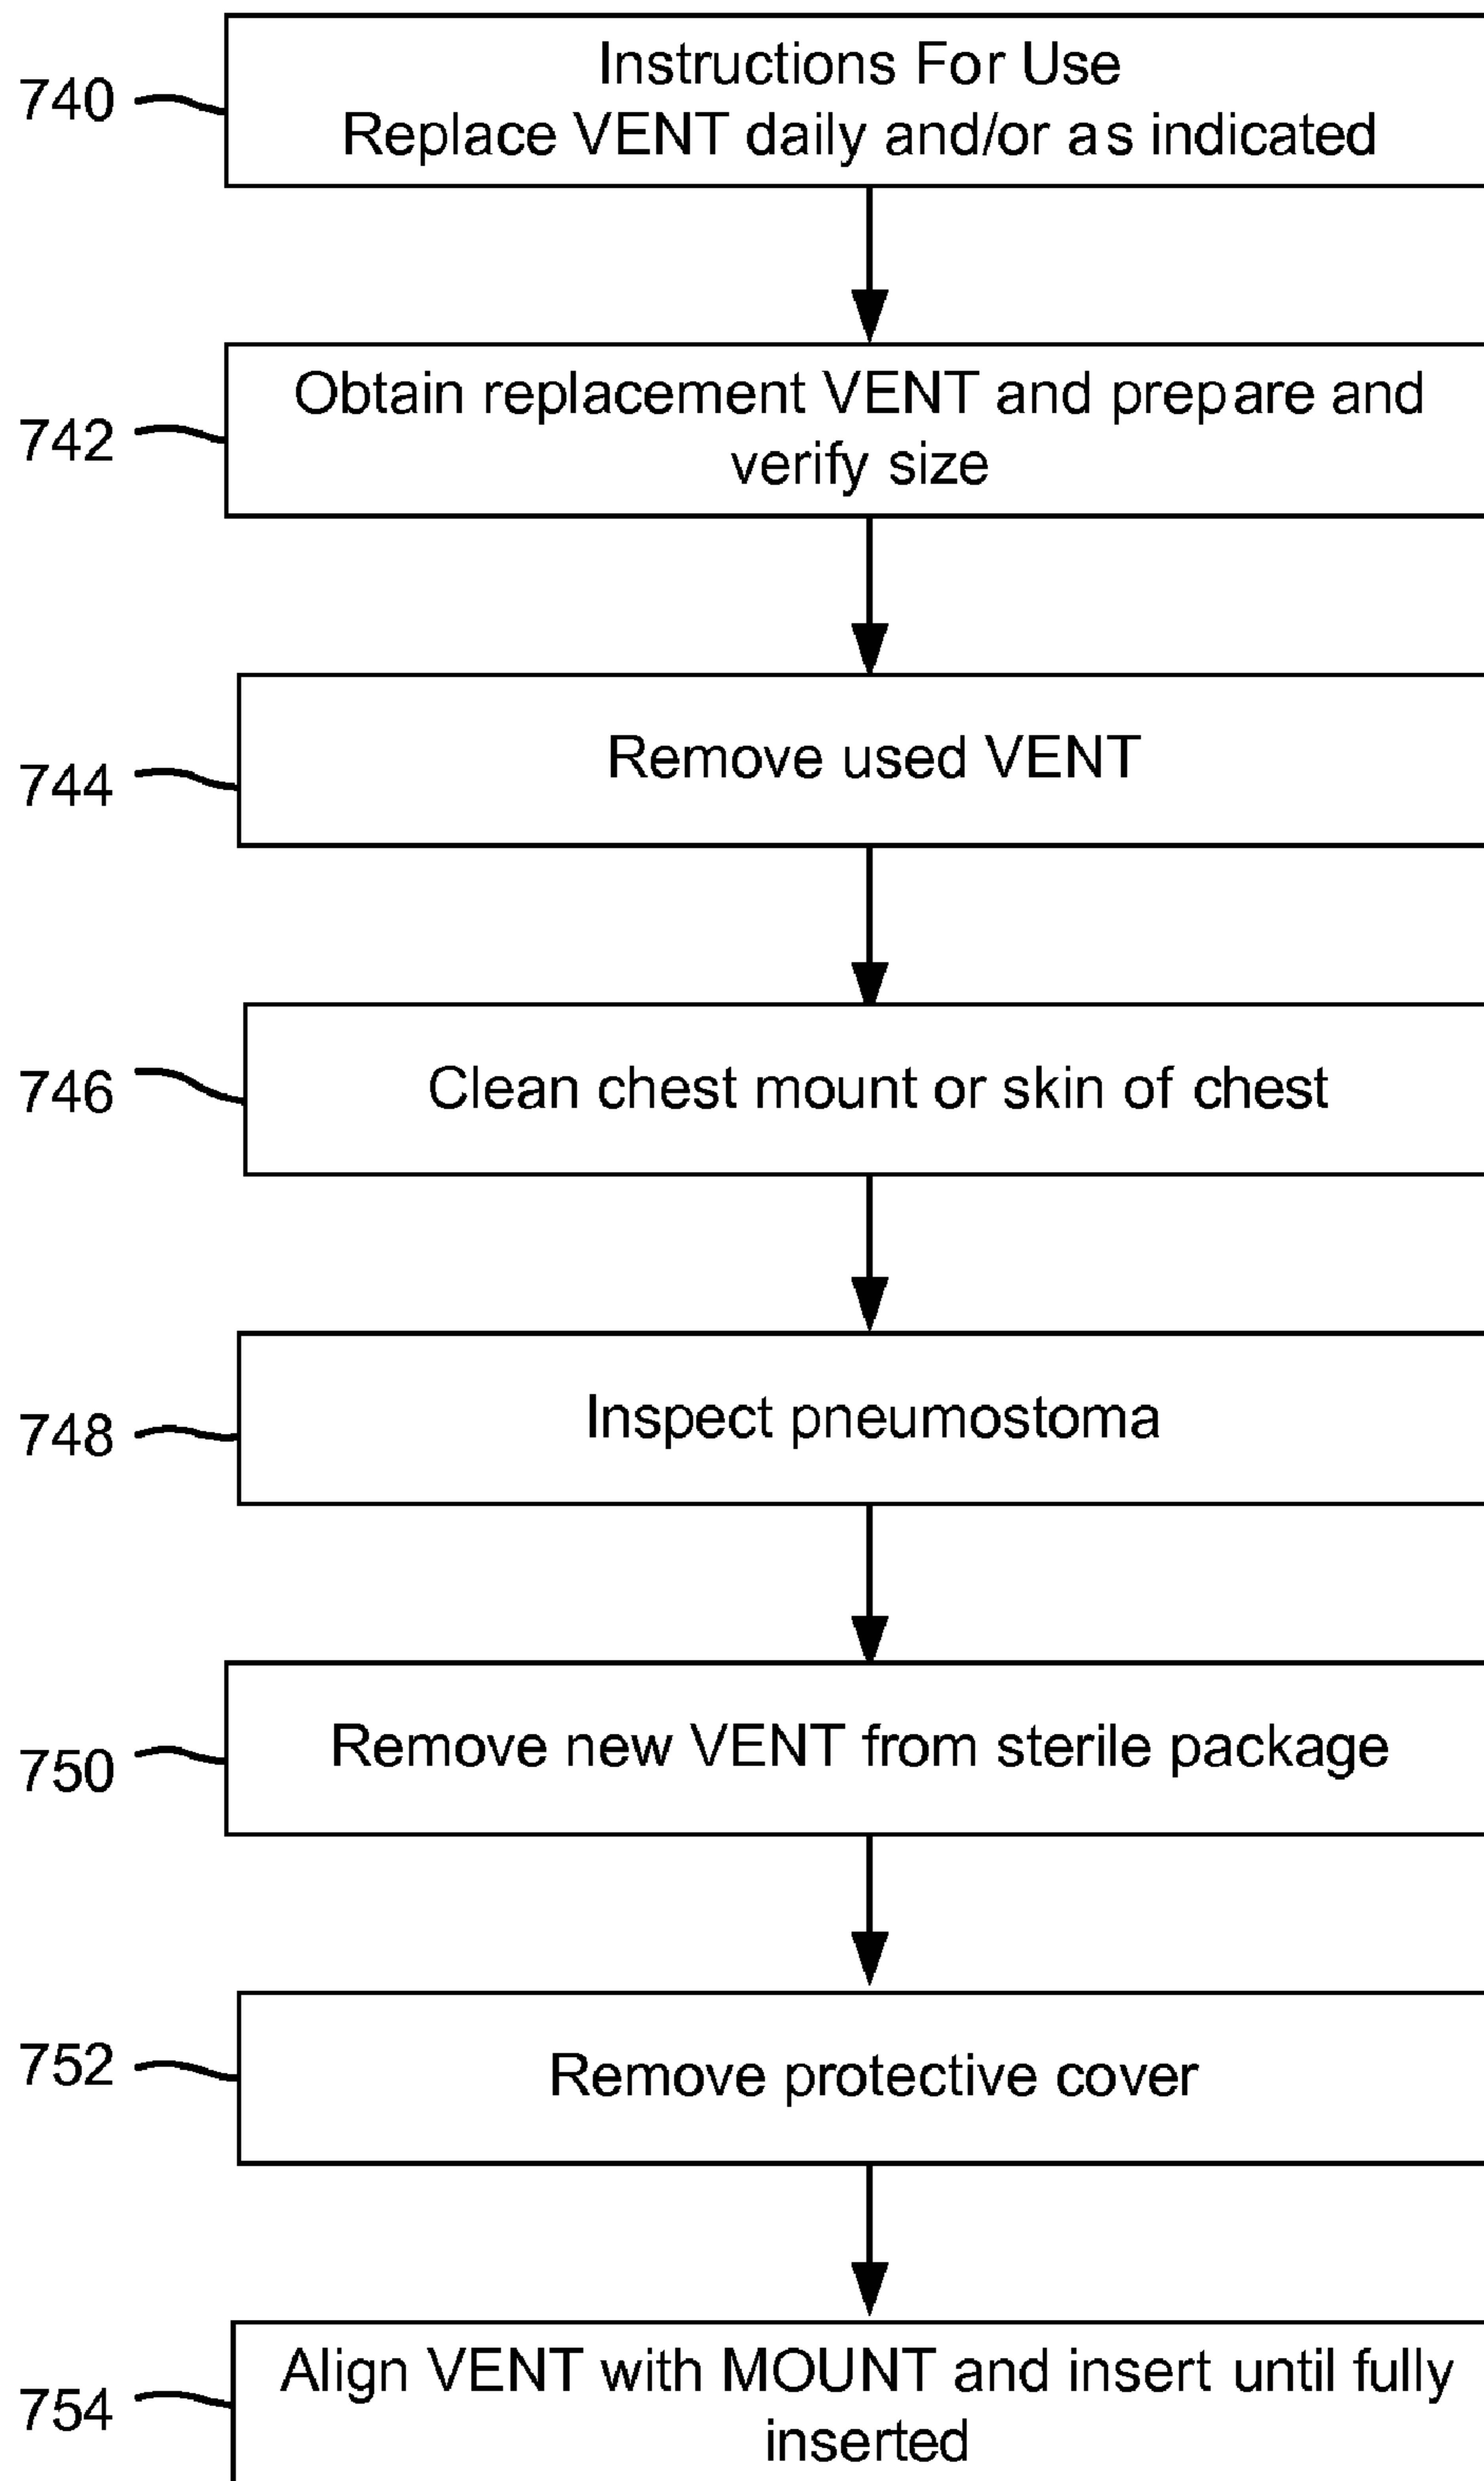 740
Instructions For Use
Replace VENT daily and/or as indicated
742
Obtain replacement VENT and prepare and
verify size
744
Remove used VENT
746
Clean chest mount or skin of chest
748
Inspect pneumostoma
750
Remove new VENT from sterile package
752
Remove protective cover
754
Align VENT with MOUNT and insert until fully
inserted